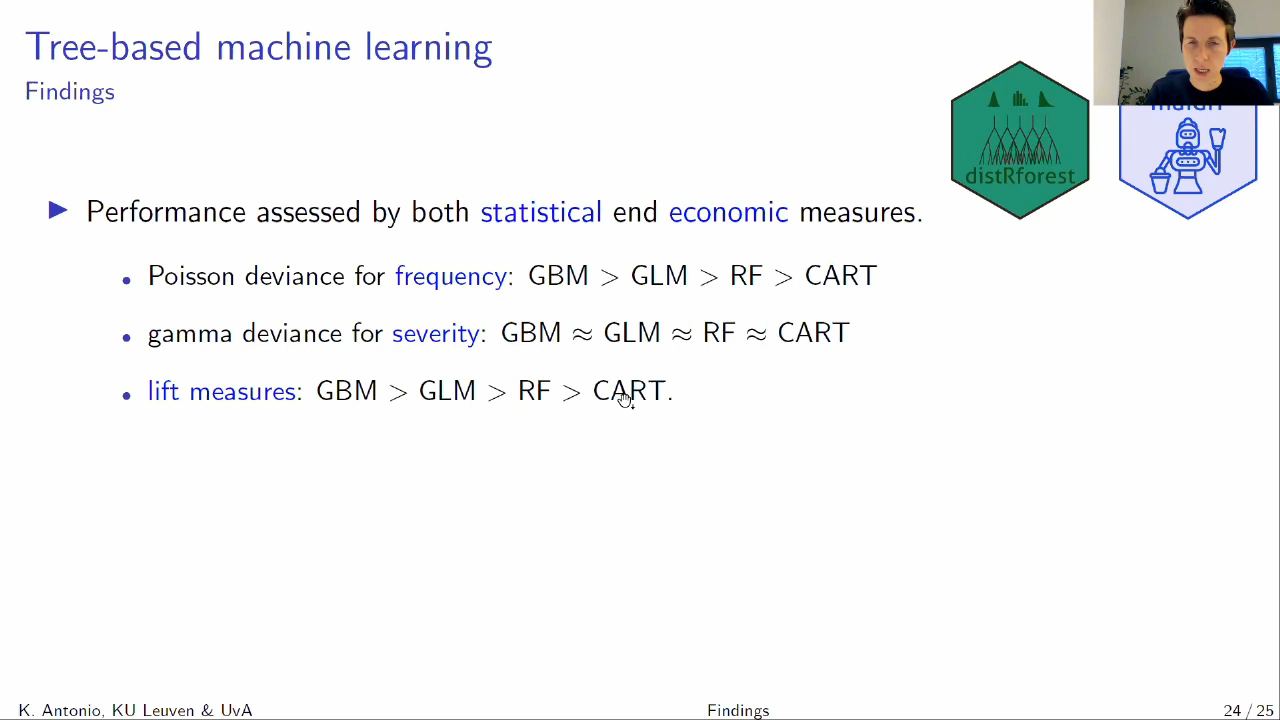 Tree-based machine learning
Findings
distRforest
▶ Performance assessed by both statistical end economic measures.
• Poisson deviance for frequency: GBM > GLM > RF > CART
• gamma deviance for severity: GBM ≈ GLM ≈ RF ≈ CART
• lift measures: GBM > GLM > RF > CART.
K. Antonio, KU Leuven & UvA
Findings
24 / 25